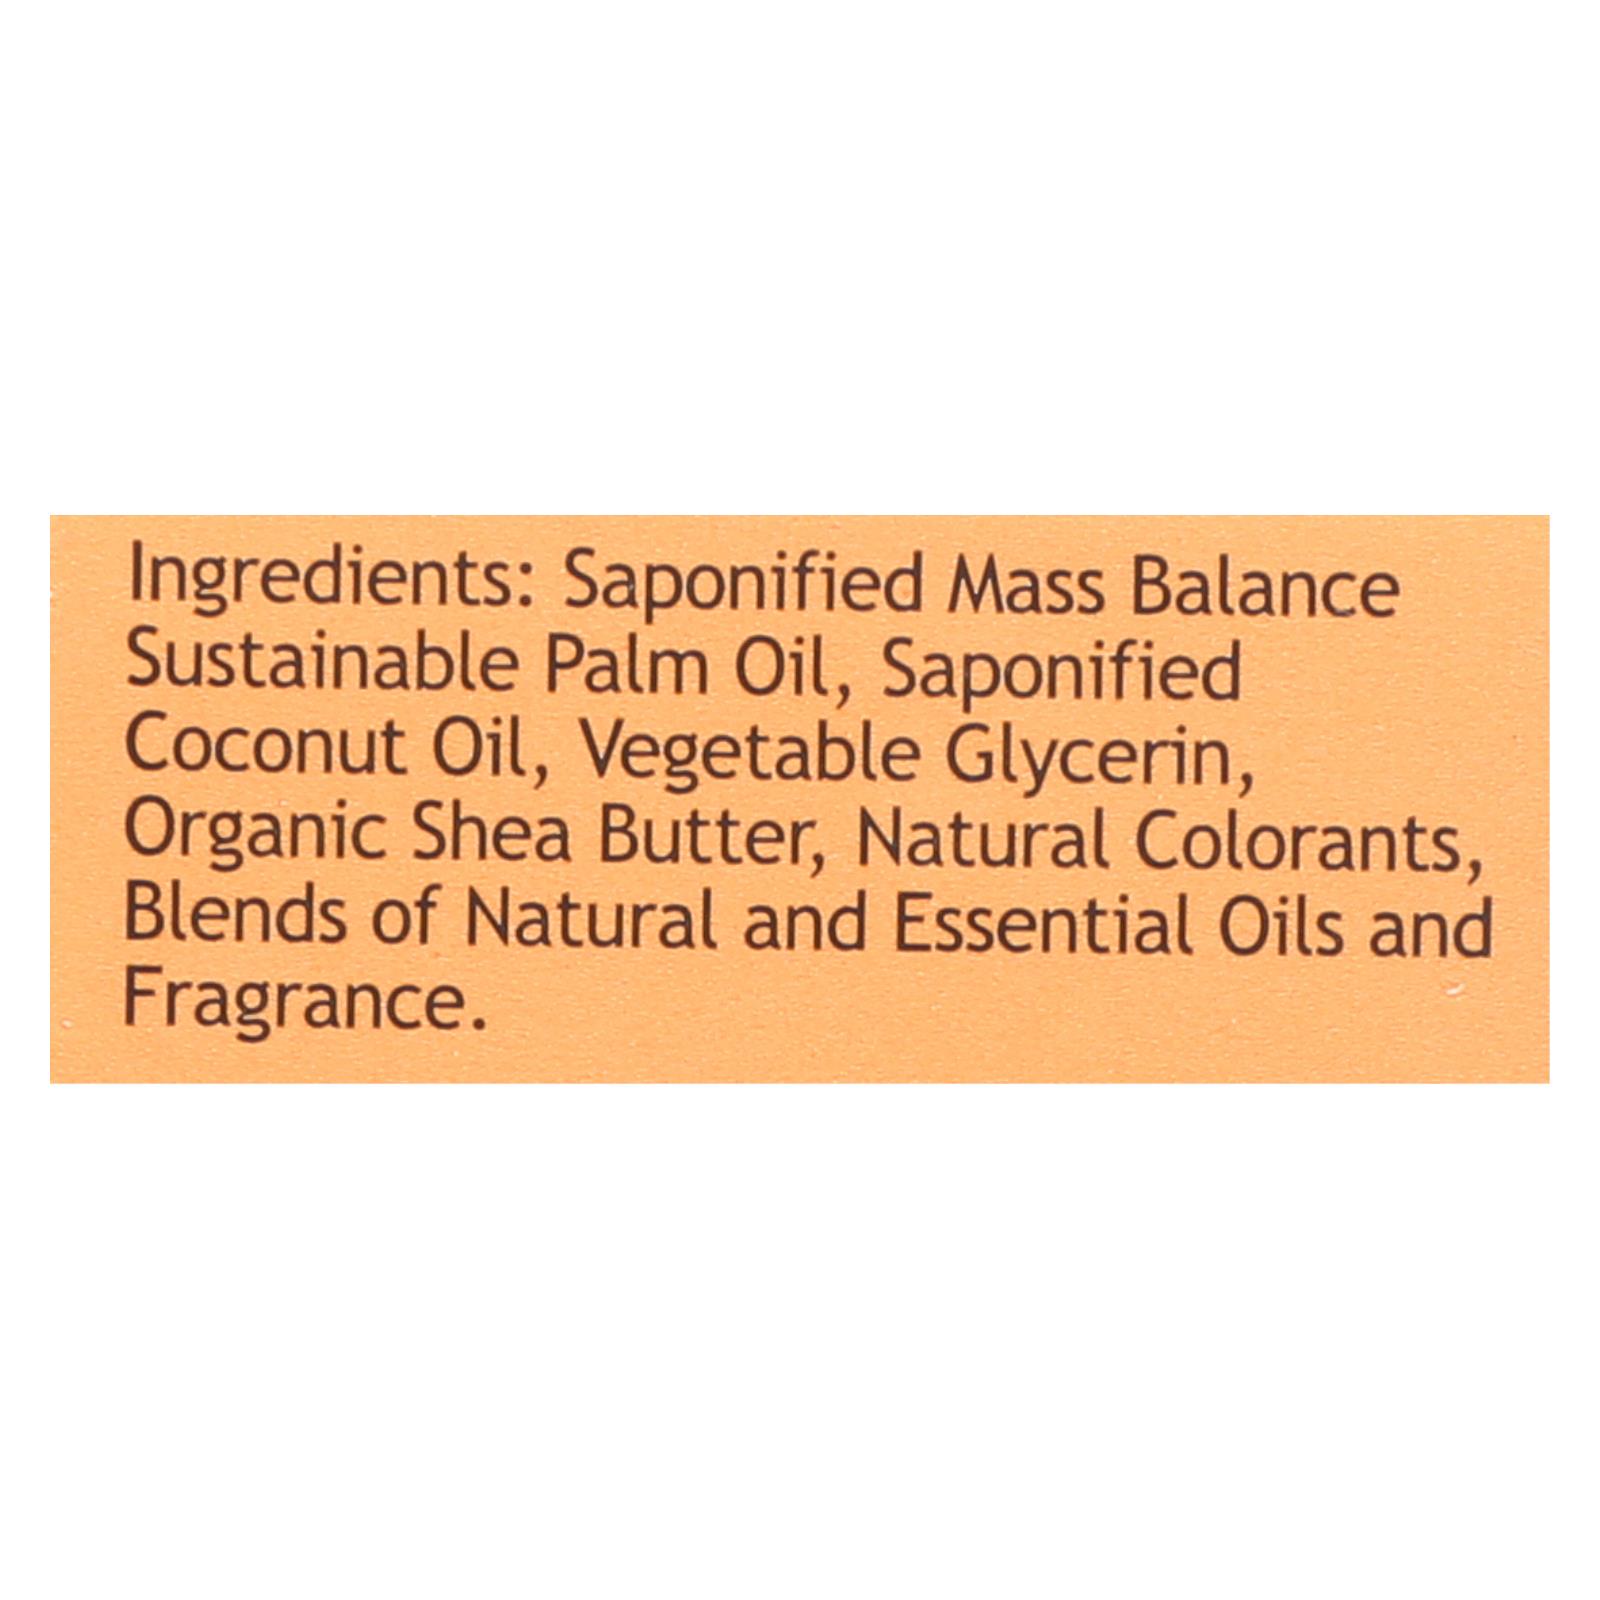 Ingredients: Saponified Mass Balance
Sustainable Palm Oil, Saponified
Coconut Oil, Vegetable Glycerin,
Organic Shea Butter, Natural Colorants,
Blends of Natural and Essential Oils and
Fragrance.